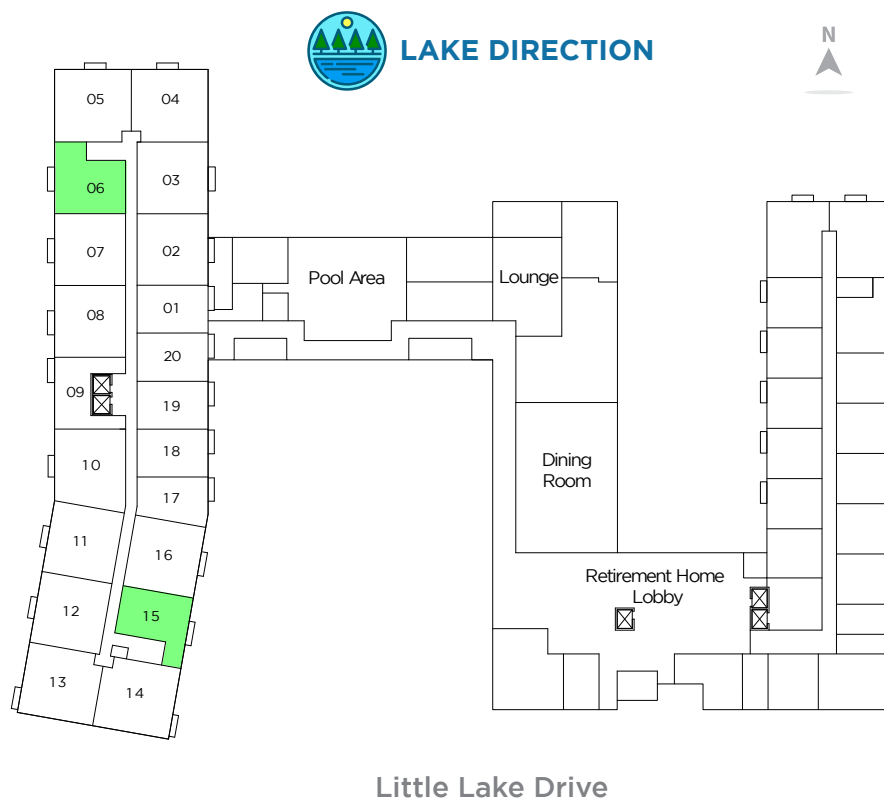 LAKE DIRECTION
N
05
04
06
03
07
02
Pool Area
Lounge
08
01
20
09
19
18
10
17
Dining
Room
11
16
Retirement Home
Lobby
12
15
13
14
Little Lake Drive